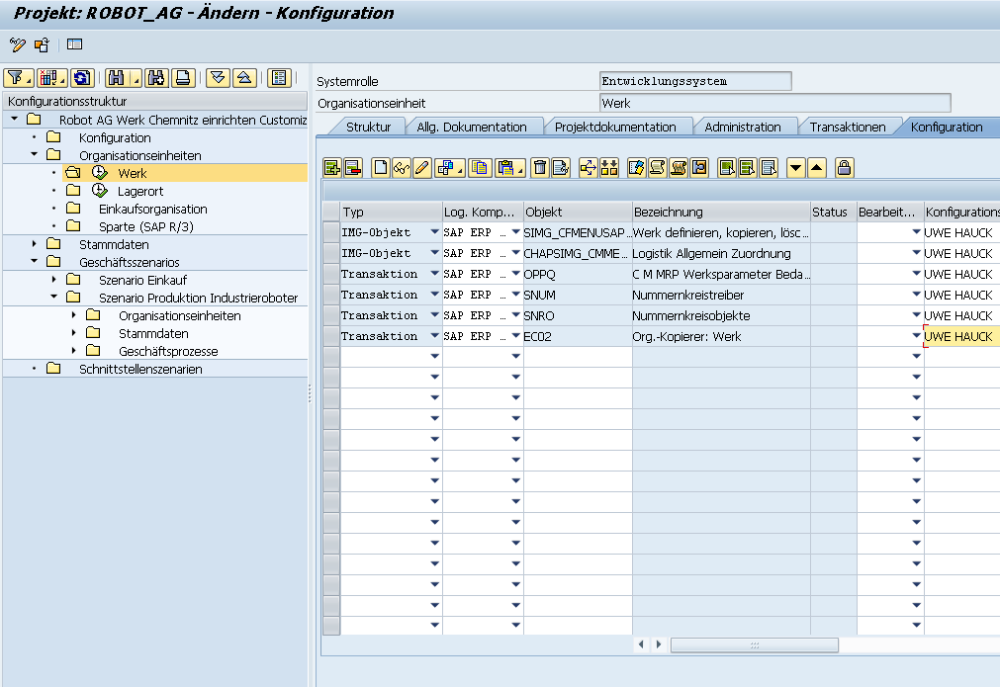 Projekt: ROBOT_AG - Ändern - Konfiguration
Systemrolle Entwicklungssystem
Organisationseinheit Werk
Struktur Allg. Dokumentation Projektdokumentation Administration Transaktionen Konfiguration
Konfigurationsstruktur
Robot AG Werk Chemnitz einrichten Customiz
Konfiguration
Organisationseinheiten
Werk
Lagerort
Einkaufsorganisation
Sparte (SAP R/3)
Stammdaten
Geschäftsszenarios
Szenario Einkauf
Szenario Produktion Industrieroboter
Organisationseinheiten
Stammdaten
Geschäftsprozesse
Schnittstellenszenarien
Typ Log. Komp... Objekt Bezeichnung Status Bearbeit... Konfigurations
IMG-Objekt SAP ERP ... SIMG_CFMENUSAP... Werk definieren, kopieren, lösc... UWE HAUCK
IMG-Objekt SAP ERP ... CHAPSIMG_CMME... Logistik Allgemein Zuordnung UWE HAUCK
Transaktion SAP ERP ... OPPQ C M MRP Werksparameter Beda... UWE HAUCK
Transaktion SAP ERP ... SNUM Nummernkreistreiber UWE HAUCK
Transaktion SAP ERP ... SNRO Nummernkreisobjekte UWE HAUCK
Transaktion SAP ERP ... EC02 Org.-Kopierer: Werk UWE HAUCK